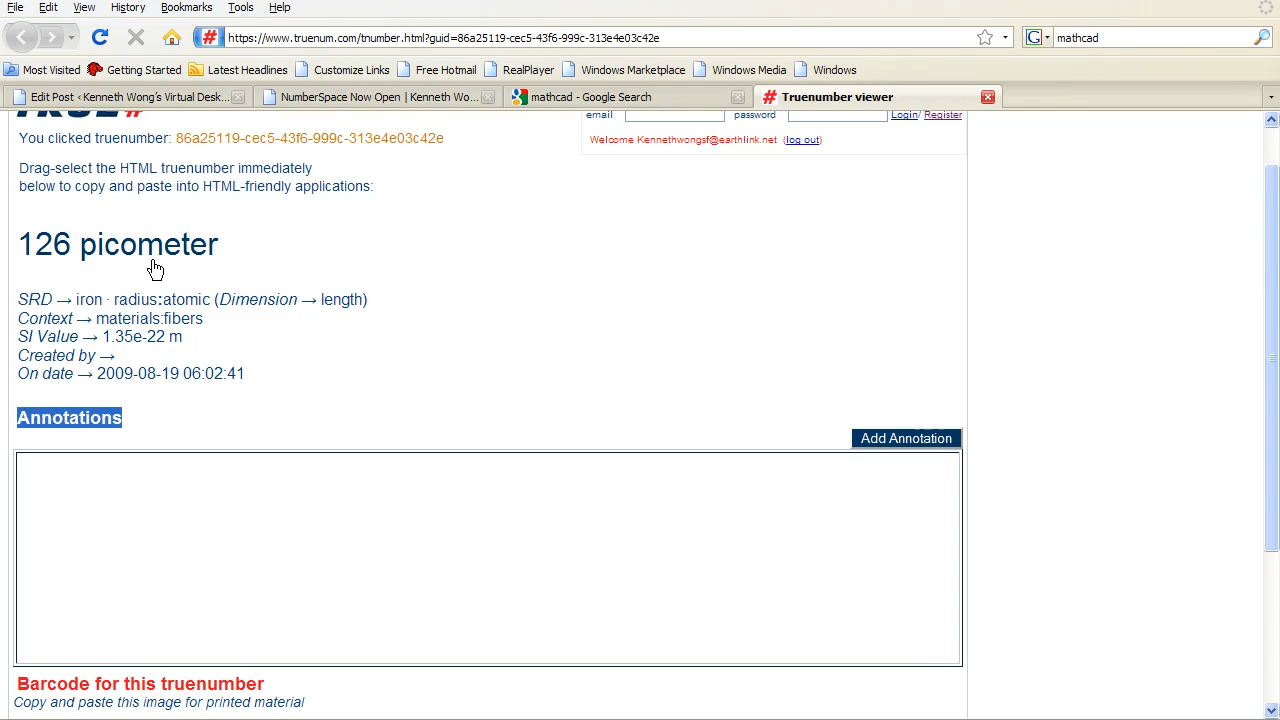 File Edit View History Bookmarks Tools Help
https://www.truenum.com/tnumber.html?guid=86a25119-cec5-43f6-999c-313e4e03c42e G mathcad
Most Visited Getting Started Latest Headlines Customize Links Free Hotmail RealPlayer Windows Marketplace Windows Media Windows
Edit Post ‹ Kenneth Wong's Virtual Desk... NumberSpace Now Open | Kenneth Wo... mathcad - Google Search # Truenumber viewer
TRUE#
email password Login/ Register
You clicked truenumber: 86a25119-cec5-43f6-999c-313e4e03c42e
Welcome Kennethwongsf@earthlink.net (log out)
Drag-select the HTML truenumber immediately
below to copy and paste into HTML-friendly applications:
126 picometer
SRD → iron · radius:atomic (Dimension → length)
Context → materials:fibers
SI Value → 1.35e-22 m
Created by →
On date → 2009-08-19 06:02:41
Annotations
Add Annotation
Barcode for this truenumber
Copy and paste this image for printed material